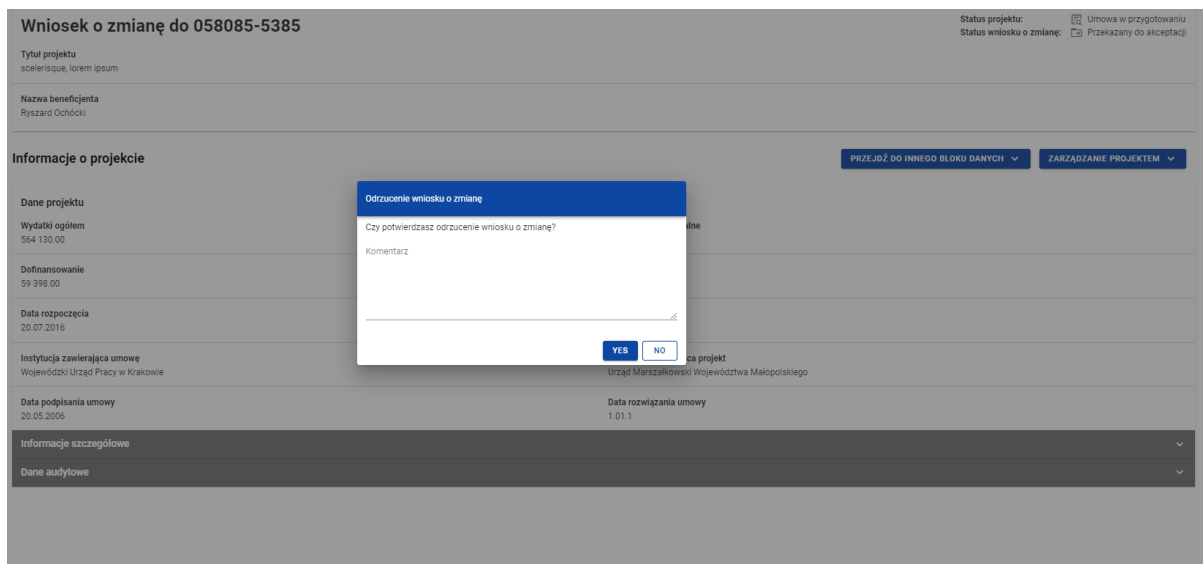 Wniosek o zmianę do 058085-5385
Status projektu: Umowa w przygotowaniu
Status wniosku o zmianę: Przekazany do akceptacji
Tytuł projektu
scelerisque, lorem ipsum
Nazwa beneficjenta
Ryszard Ochócki
Informacje o projekcie
PRZEJDŹ DO INNEGO BLOKU DANYCH
ZARZĄDZANIE PROJEKTEM
Dane projektu
Wydatki ogółem
564 130.00
Dofinansowanie
59 398.00
Data rozpoczęcia
20.07.2016
Odrzucenie wniosku o zmianę
Czy potwierdzasz odrzucenie wniosku o zmianę?
Komentarz
YES NO
Instytucja zawierająca umowę
Wojewódzki Urząd Pracy w Krakowie
projekt
Urząd Marszałkowski Województwa Małopolskiego
Data podpisania umowy
20.05.2006
Data rozwiązania umowy
1.01.1
Informacje szczegółowe
Dane audytowe